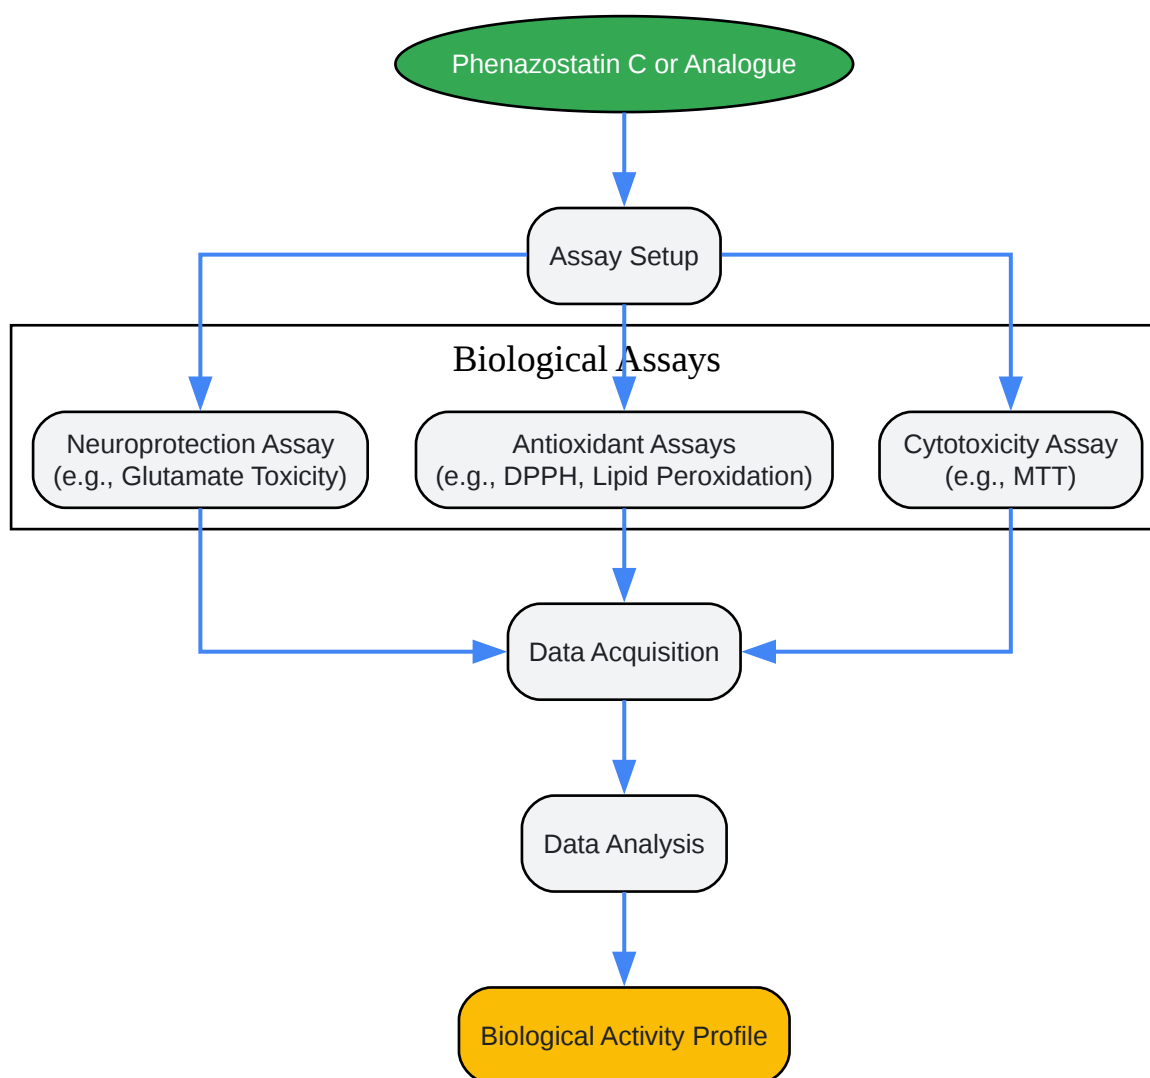 Phenazostatin C or Analogue
Assay Setup
Biological Assays
Neuroprotection Assay
(e.g., Glutamate Toxicity)
Antioxidant Assays
(e.g., DPPH, Lipid Peroxidation)
Cytotoxicity Assay
(e.g., MTT)
Data Acquisition
Data Analysis
Biological Activity Profile